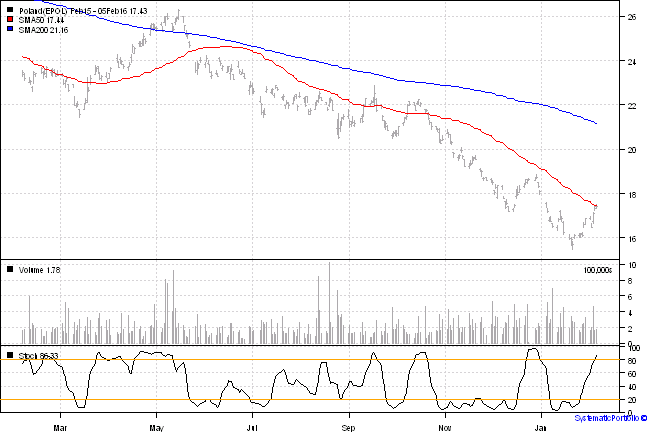 Poland(EPOL) Feb15 - 05Feb16 17.43
SMA50 17.44
SMA200 21.16
26
24
22
20
18
16
Volume 1.78
100,000s
10
8
6
4
2
0
Stoch 86.33
100
80
60
40
20
0
Mar May Jul Sep Nov Jan
SystematicPortfolio ©